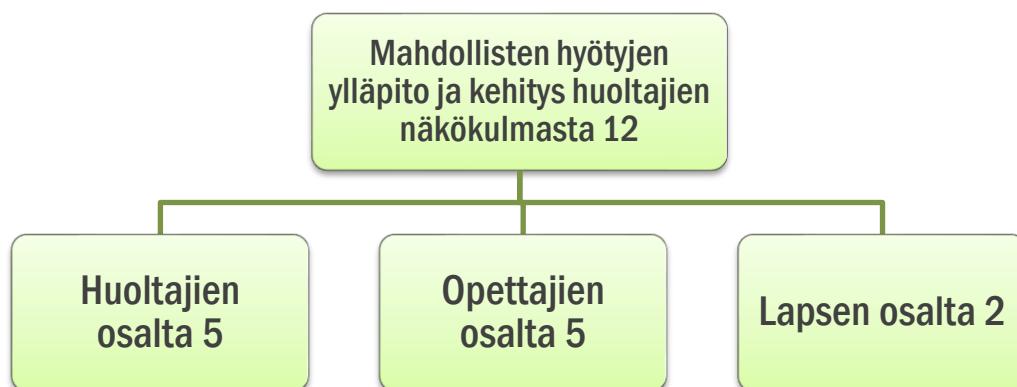 Mahdollisten hyötyjen
ylläpito ja kehitys huoltajien
näkökulmasta 12
Huoltajien
osalta 5
Opettajien
osalta 5
Lapsen osalta 2